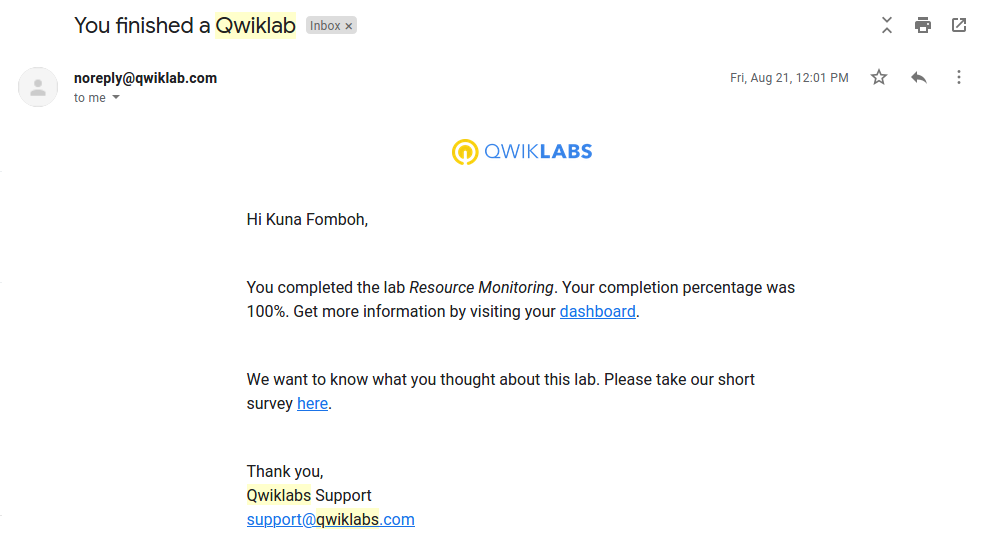 You finished a Qwiklab Inbox ×
noreply@qwiklab.com
Fri, Aug 21, 12:01 PM
to me
QWIKLABS
Hi Kuna Fomboh,
You completed the lab Resource Monitoring. Your completion percentage was
100%. Get more information by visiting your dashboard.
We want to know what you thought about this lab. Please take our short
survey here.
Thank you,
Qwiklabs Support
support@qwiklabs.com